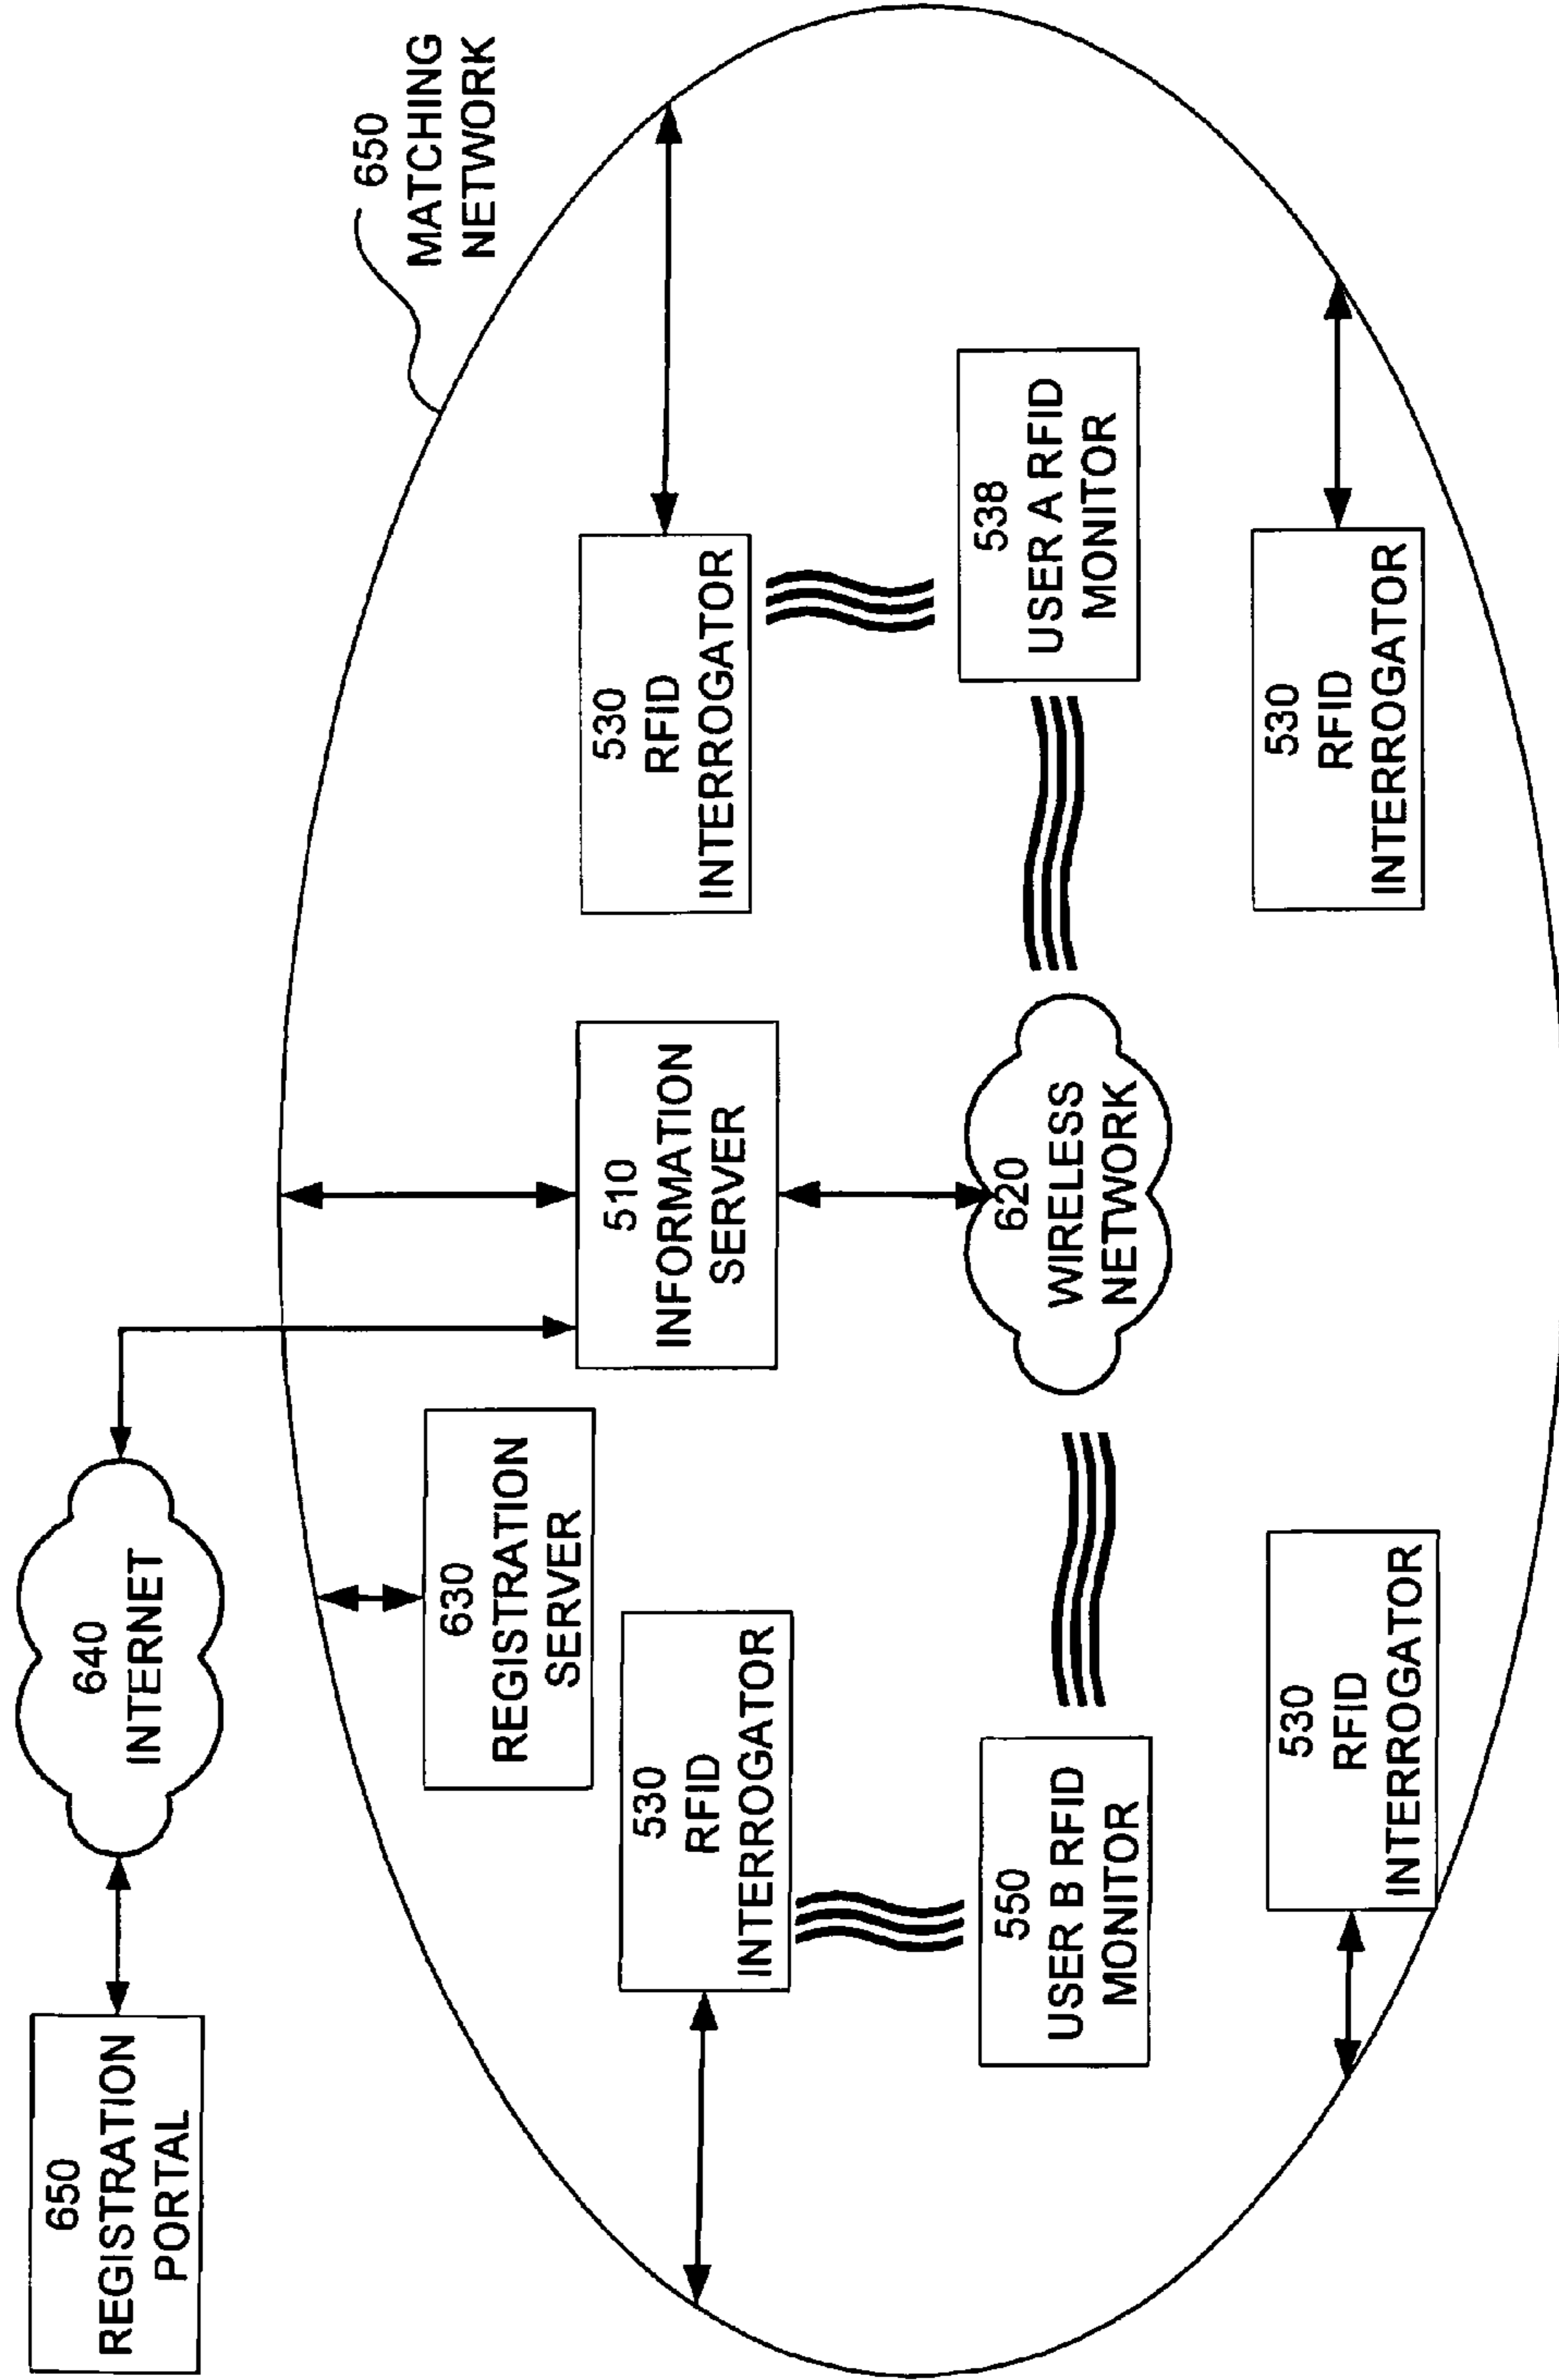 650
REGISTRATION
PORTAL
640
INTERNET
650
MATCHING
NETWORK
630
REGISTRATION
SERVER
510
INFORMATION
SERVER
530
RFID
INTERROGATOR
530
RFID
INTERROGATOR
550
USER B RFID
MONITOR
620
WIRELESS
NETWORK
538
USER A RFID
MONITOR
530
RFID
INTERROGATOR
530
RFID
INTERROGATOR